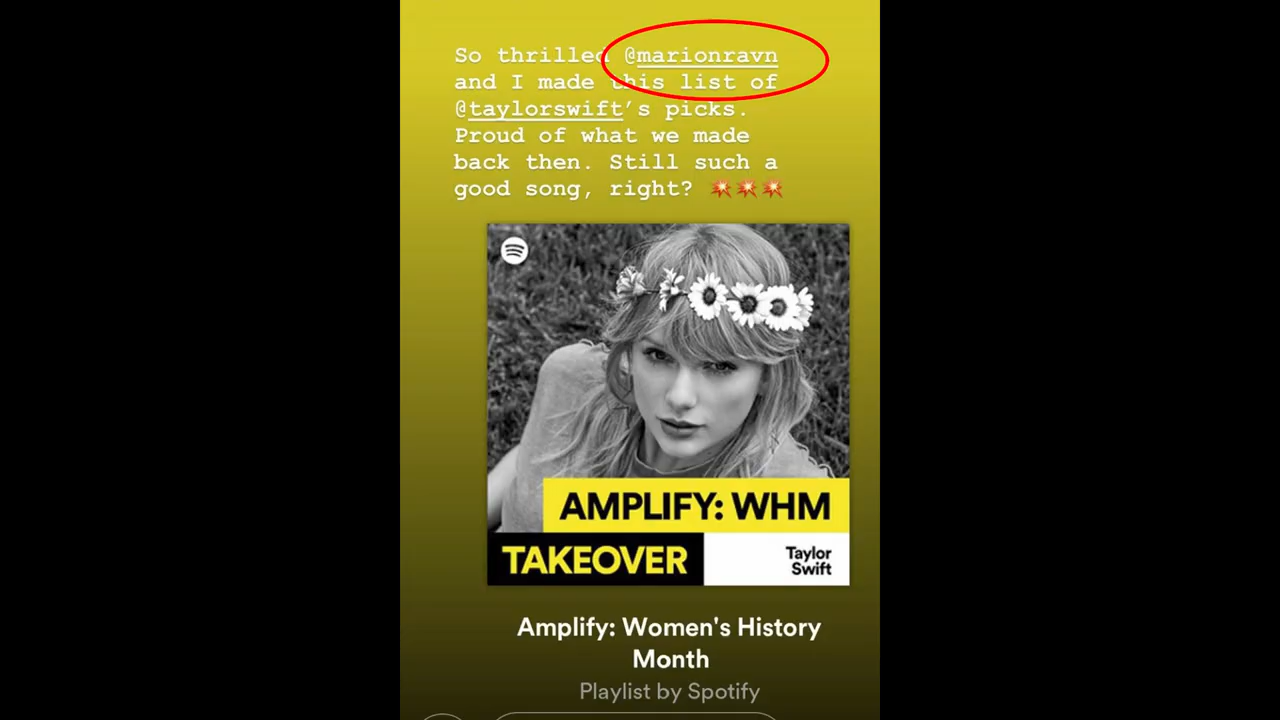 So thrilled @marionravn
and I made this list of
@taylorswift’s picks.
Proud of what we made
back then. Still such a
good song, right? 💥💥💥
AMPLIFY: WHM
TAKEOVER
Taylor
Swift
Amplify: Women's History
Month
Playlist by Spotify